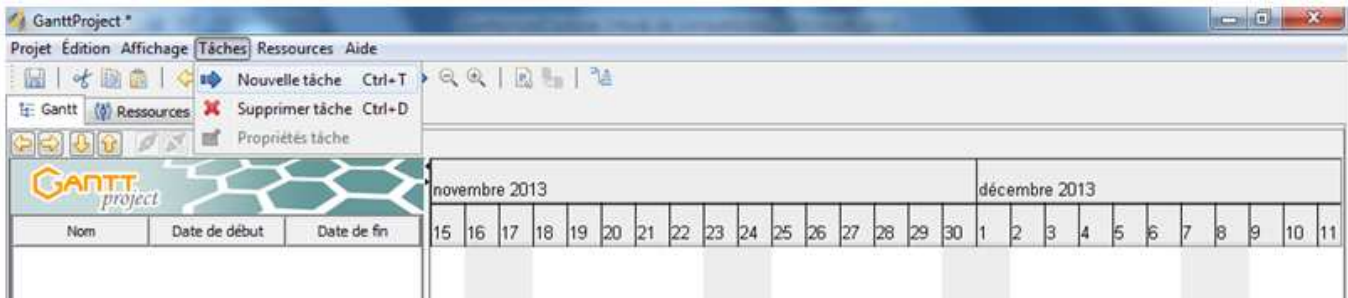 GanttProject *
Projet Édition Affichage Tâches Ressources Aide
Nouvelle tâche Ctrl+T
Gantt Ressources Supprimer tâche Ctrl+D
Propriétés tâche
GANTT project
novembre 2013 décembre 2013
Nom Date de début Date de fin 15 16 17 18 19 20 21 22 23 24 25 26 27 28 29 30 1 2 3 4 5 6 7 8 9 10 11